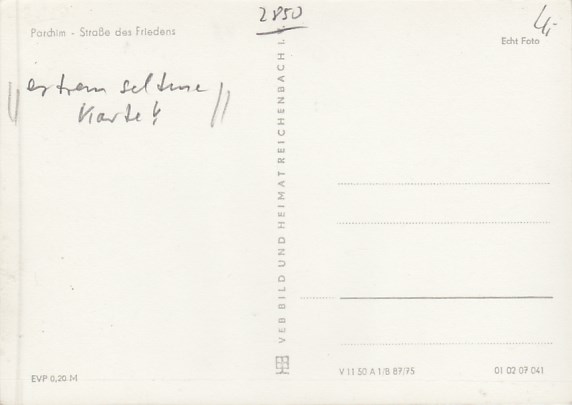 2850
4,-
Parchim - Straße des Friedens
Echt Foto
extrem seltene
Karte!
VEB BILD UND HEIMAT REICHENBACH i.
EVP 0,20 M
V 11 50 A 1/B 87/75
01 02 07 041